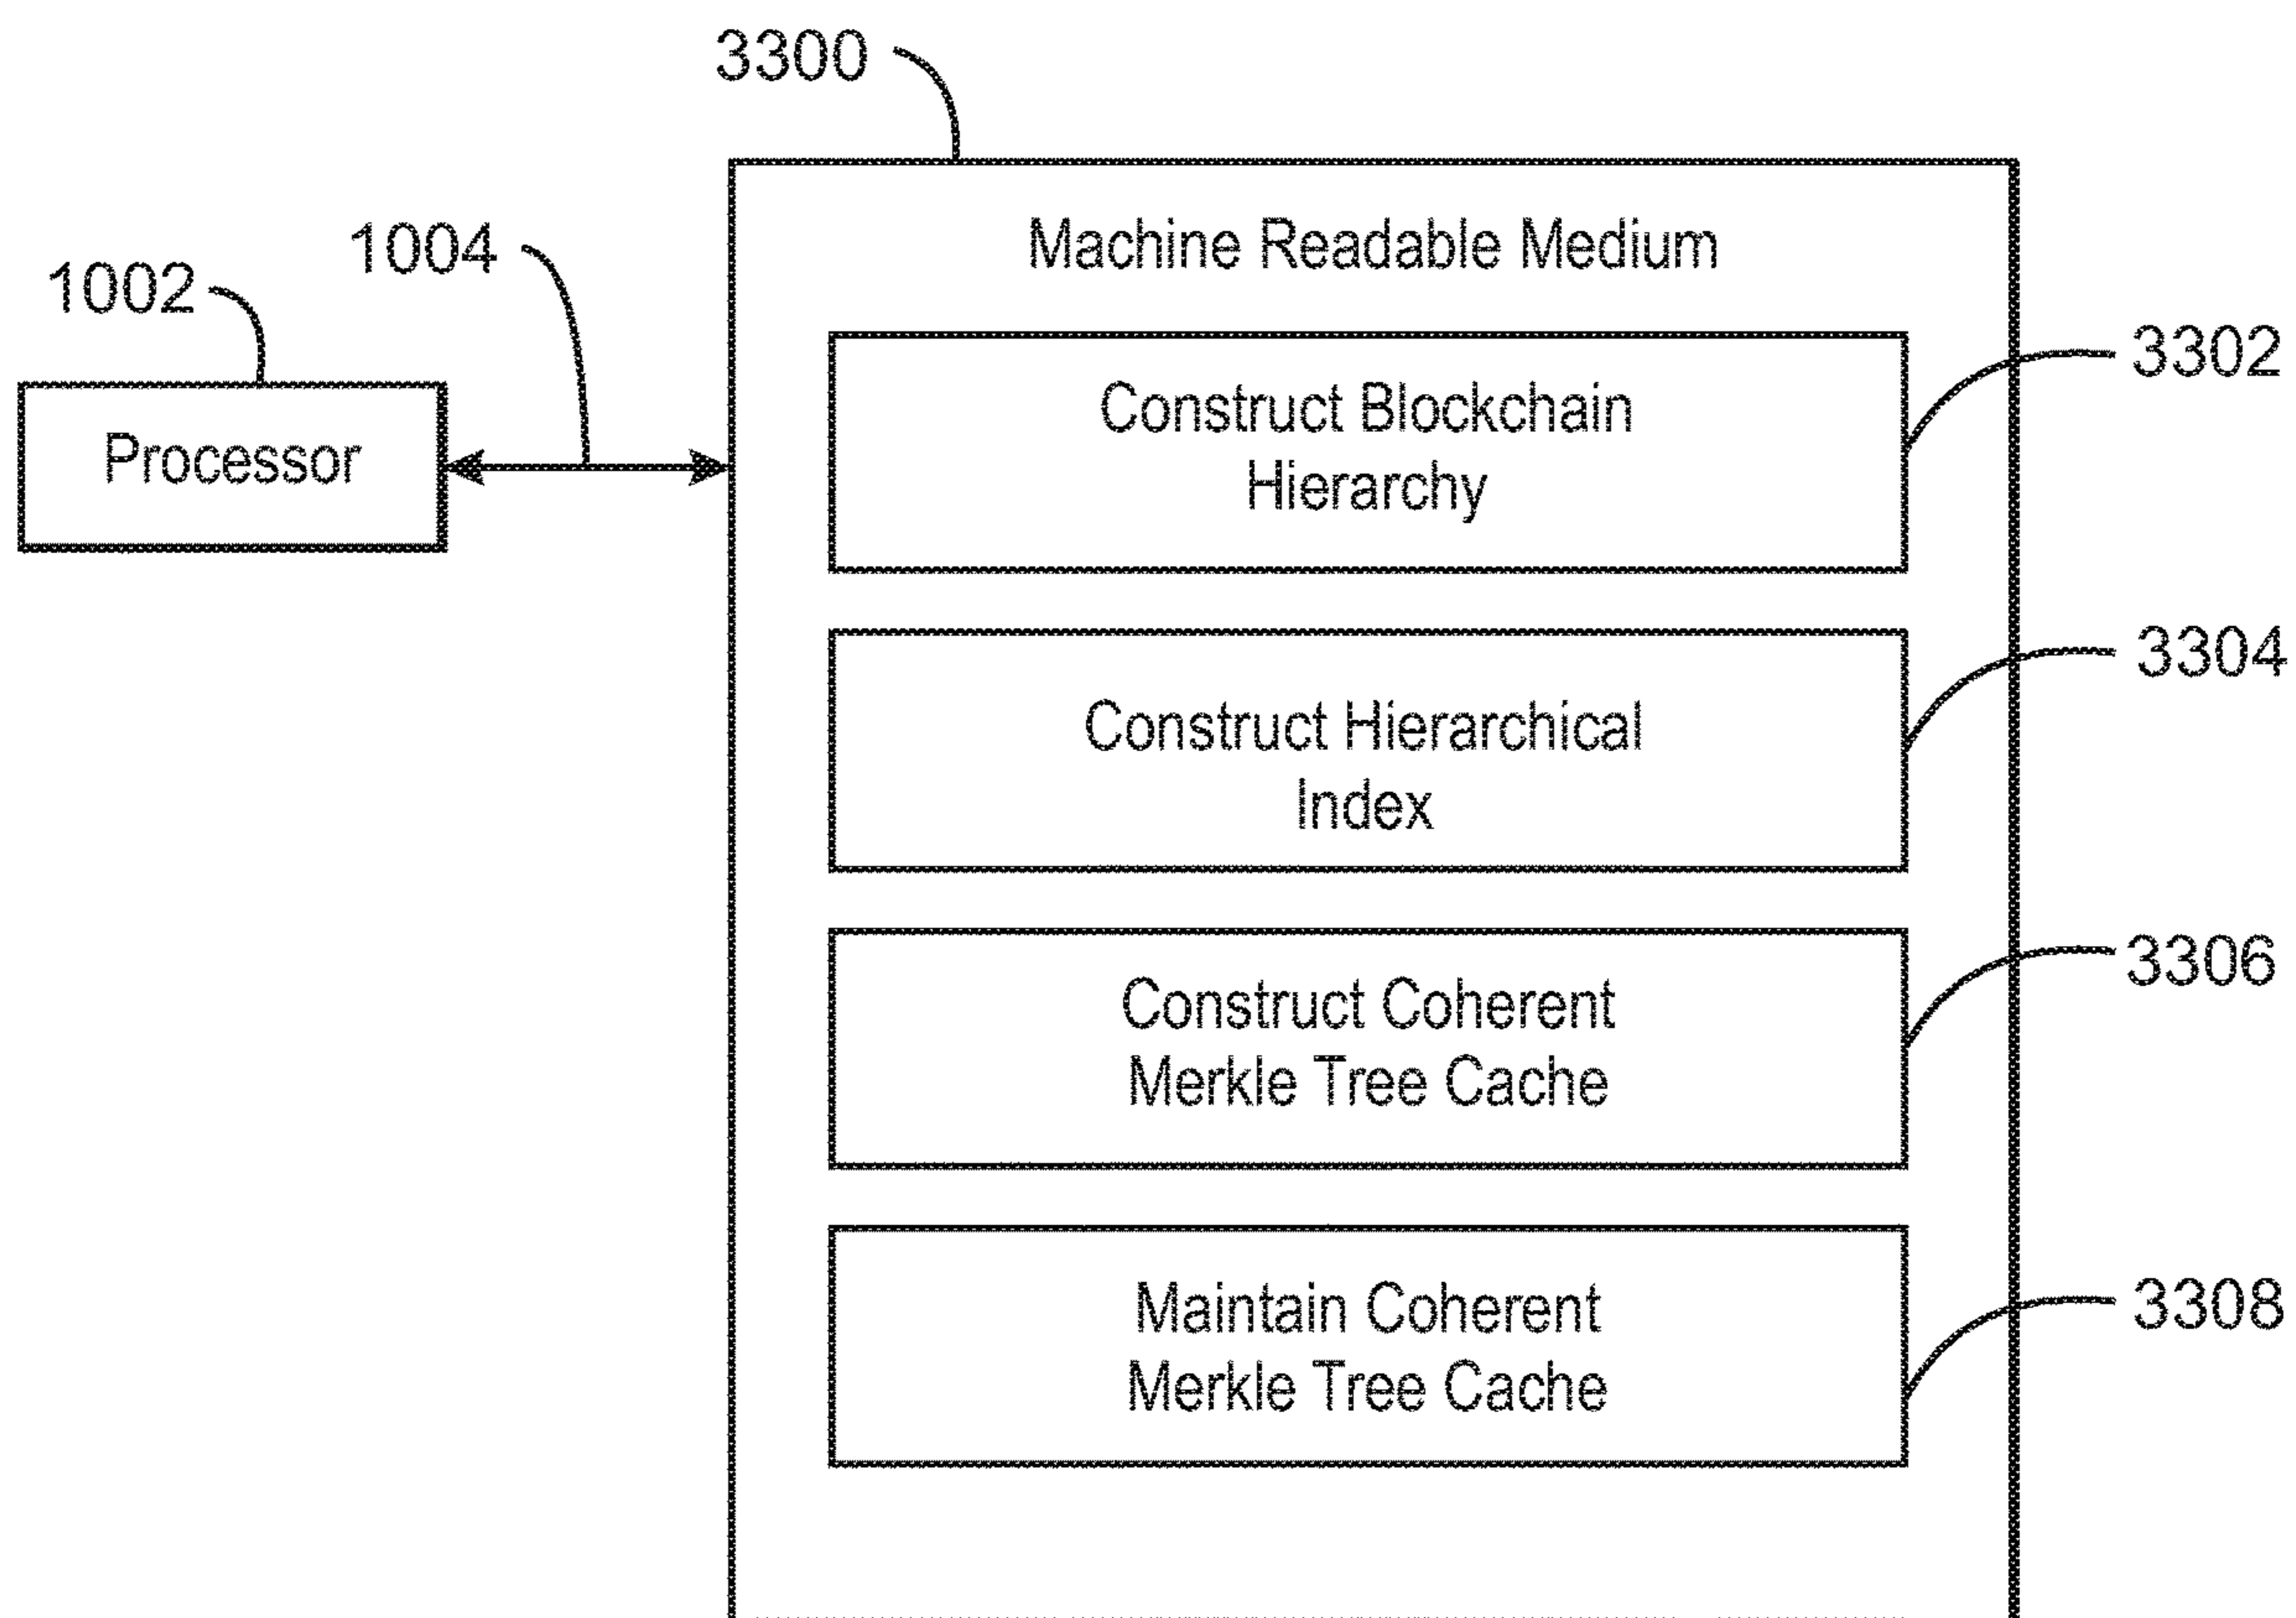 3300
Machine Readable Medium
1004
1002
Processor
3302
Construct Blockchain
Hierarchy
3304
Construct Hierarchical
Index
3306
Construct Coherent
Merkle Tree Cache
3308
Maintain Coherent
Merkle Tree Cache